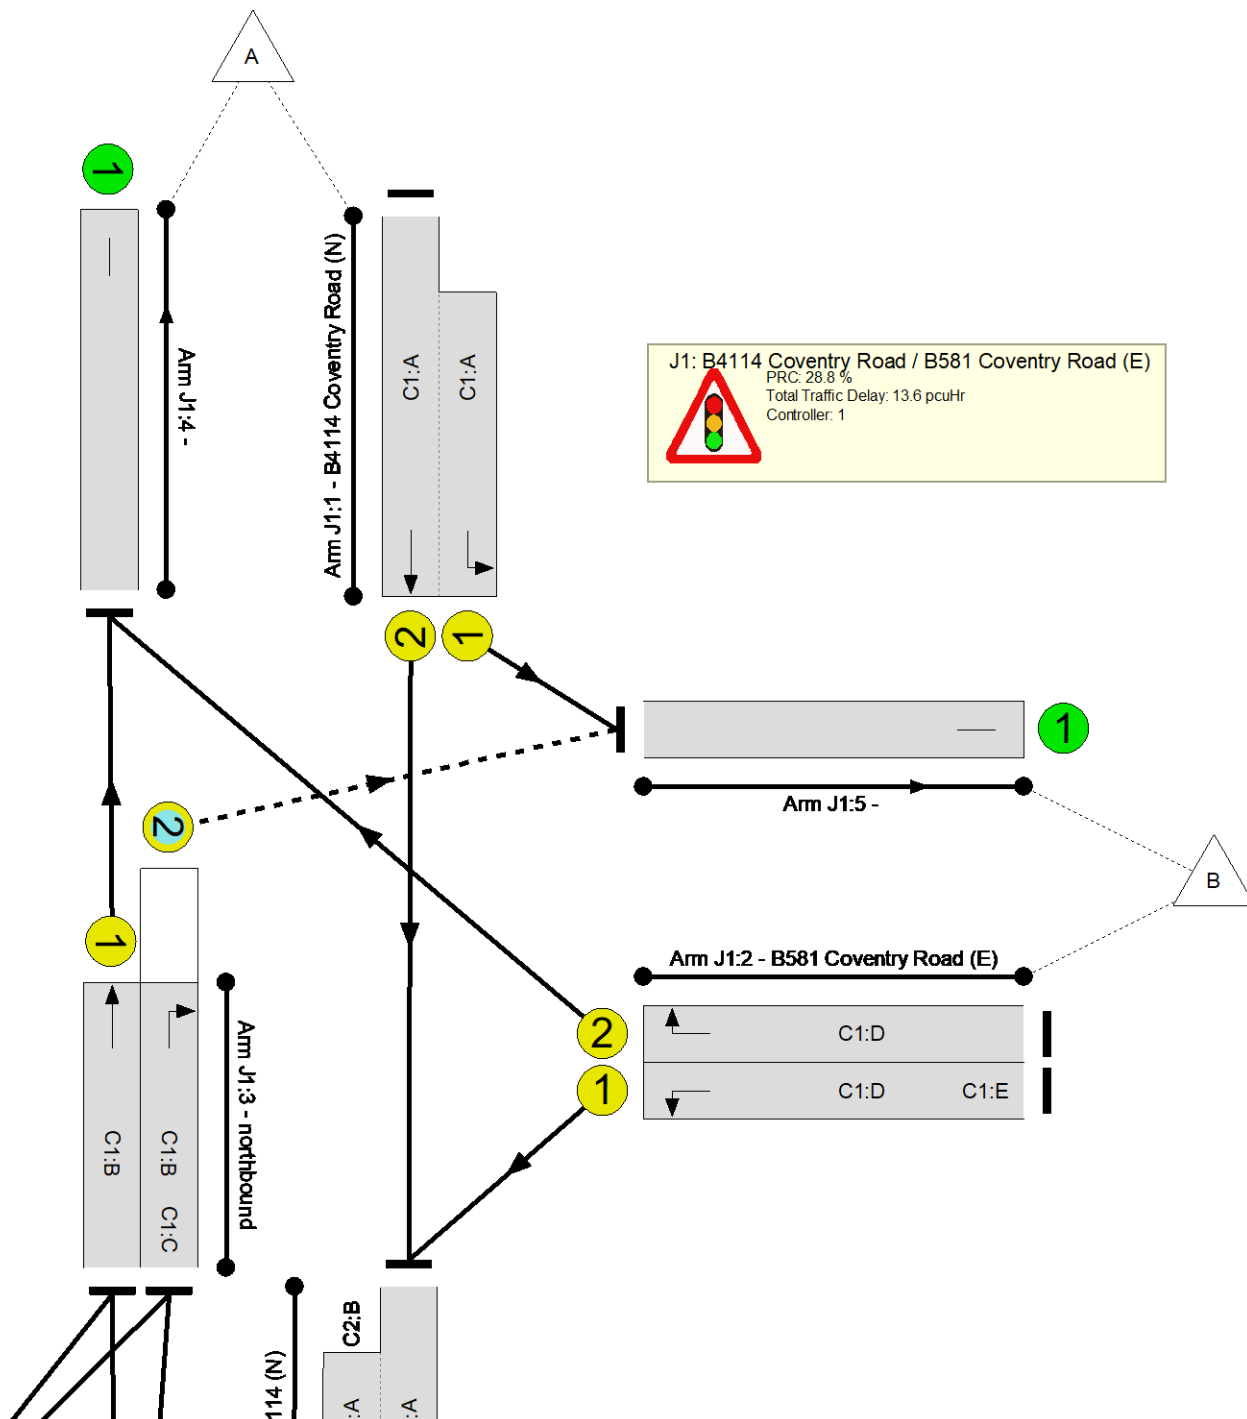 A
1
Arm J1:4 -
Arm J1:1 - B4114 Coventry Road (N)
C1:A
C1:A
J1: B4114 Coventry Road / B581 Coventry Road (E)
PRC: 28.8 %
Total Traffic Delay: 13.6 pcuHr
Controller: 1
2
1
1
Arm J1:5 -
2
B
1
Arm J1:2 - B581 Coventry Road (E)
2
C1:D
1
C1:D C1:E
Arm J1:3 - northbound
C1:B
C1:B C1:C
C2:B
114 (N)
:A
:A